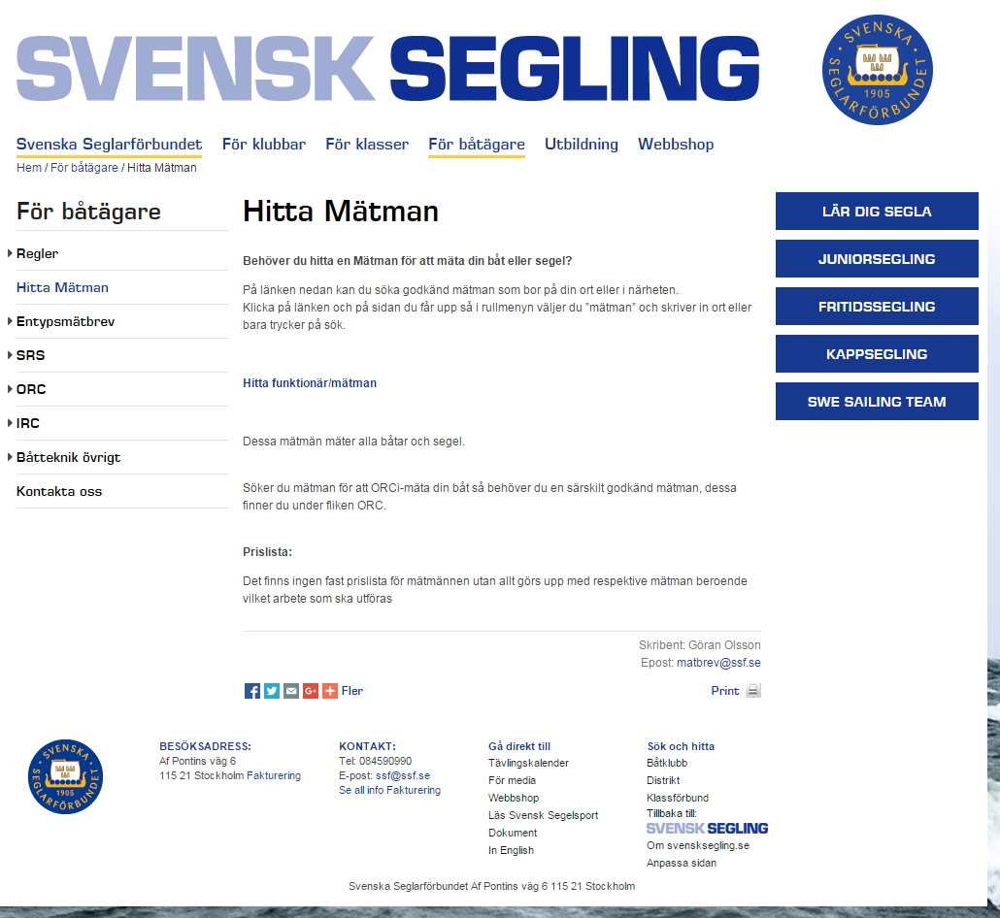 SVENSK SEGLING
SVENSKA SEGLARFÖRBUNDET
1905
Svenska Seglarförbundet För klubbar För klasser För båtägare Utbildning Webbshop
Hem / För båtägare / Hitta Mätman
För båtägare
Regler
Hitta Mätman
Entypsmätbrev
SRS
ORC
IRC
Båtteknik övrigt
Kontakta oss
Hitta Mätman
Behöver du hitta en Mätman för att mäta din båt eller segel?
På länken nedan kan du söka godkänd mätman som bor på din ort eller i närheten.
Klicka på länken och på sidan du får upp så i rullmenyn väljer du ”mätman” och skriver in ort eller
bara trycker på sök.
Hitta funktionär/mätman
Dessa mätmän mäter alla båtar och segel.
Söker du mätman för att ORCi-mäta din båt så behöver du en särskilt godkänd mätman, dessa
finner du under fliken ORC.
Prislista:
Det finns ingen fast prislista för mätmännen utan allt görs upp med respektive mätman beroende
vilket arbete som ska utföras
Skribent: Göran Olsson
Epost: matbrev@ssf.se
Fler
Print
LÄR DIG SEGLA
JUNIORSEGLING
FRITIDSSEGLING
KAPPSEGLING
SWE SAILING TEAM
SVENSKA SEGLARFÖRBUNDET
1905
BESÖKSADRESS:
Af Pontins väg 6
115 21 Stockholm Fakturering
KONTAKT:
Tel: 084590990
E-post: ssf@ssf.se
Se all info Fakturering
Gå direkt till
Tävlingskalender
För media
Webbshop
Läs Svensk Segelsport
Dokument
In English
Sök och hitta
Båtklubb
Distrikt
Klassförbund
Tillbaka till:
SVENSK SEGLING
Om svensksegling.se
Anpassa sidan
Svenska Seglarförbundet Af Pontins väg 6 115 21 Stockholm